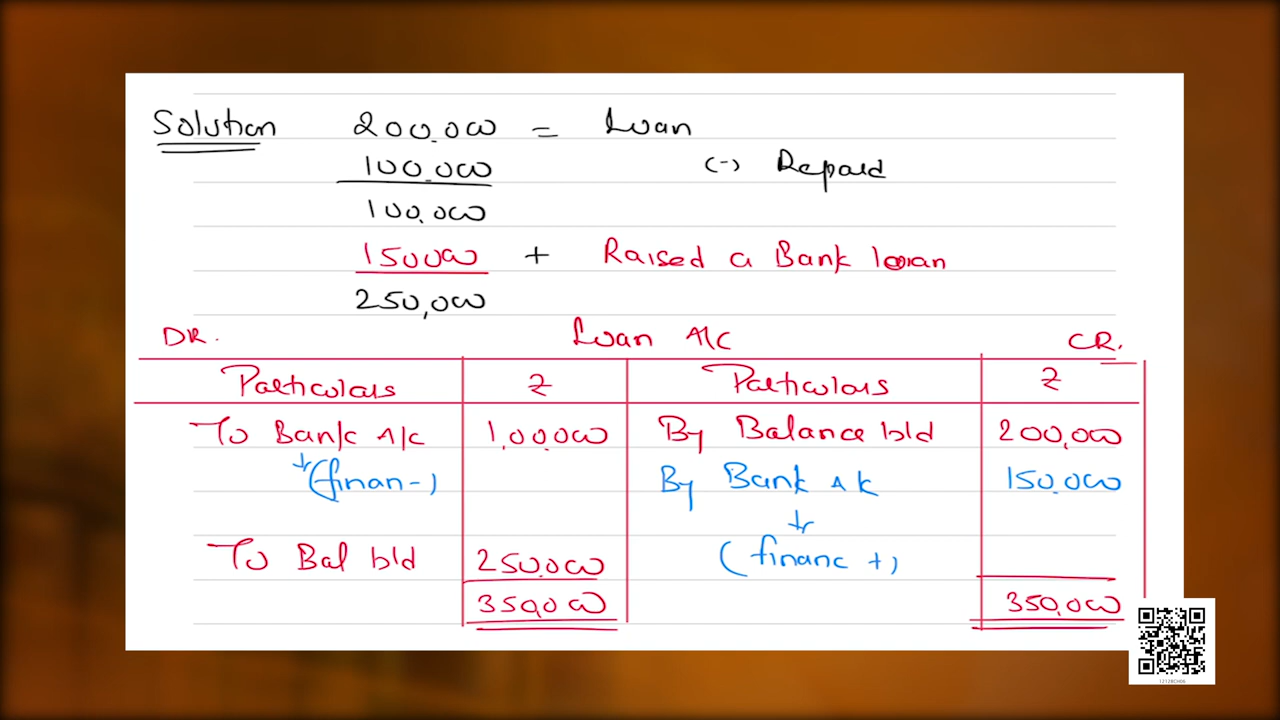 Solution 200,000 = Loan
100,000 (-) Repaid
100,000
150000 + Raised a Bank loan
250,000
DR. Loan A/C CR.
Particulars ₹ Particulars ₹
To Bank A/c 1,00,000 By Balance b/d 200,000
(finan -) By Bank A/c 150,000
To Bal b/d 250,000 (financ +)
350,000 350,000
1212BCH06